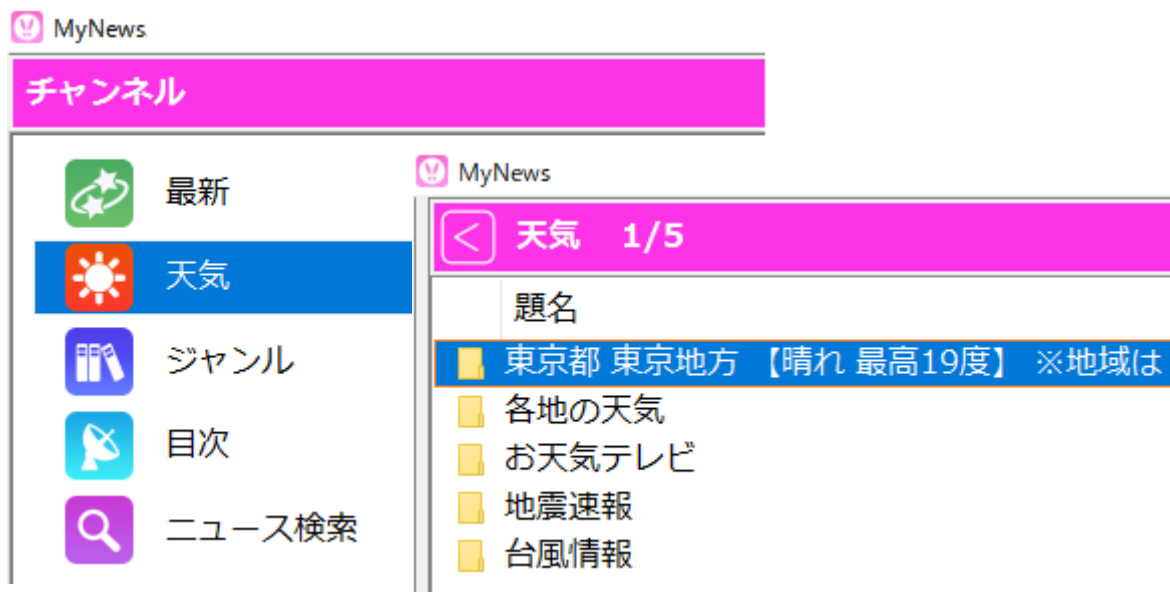 MyNews
チャンネル
最新
天気
ジャンル
目次
ニュース検索
MyNews
天気 1/5
題名
東京都 東京地方 【晴れ 最高19度】 ※地域は
各地の天気
お天気テレビ
地震速報
台風情報